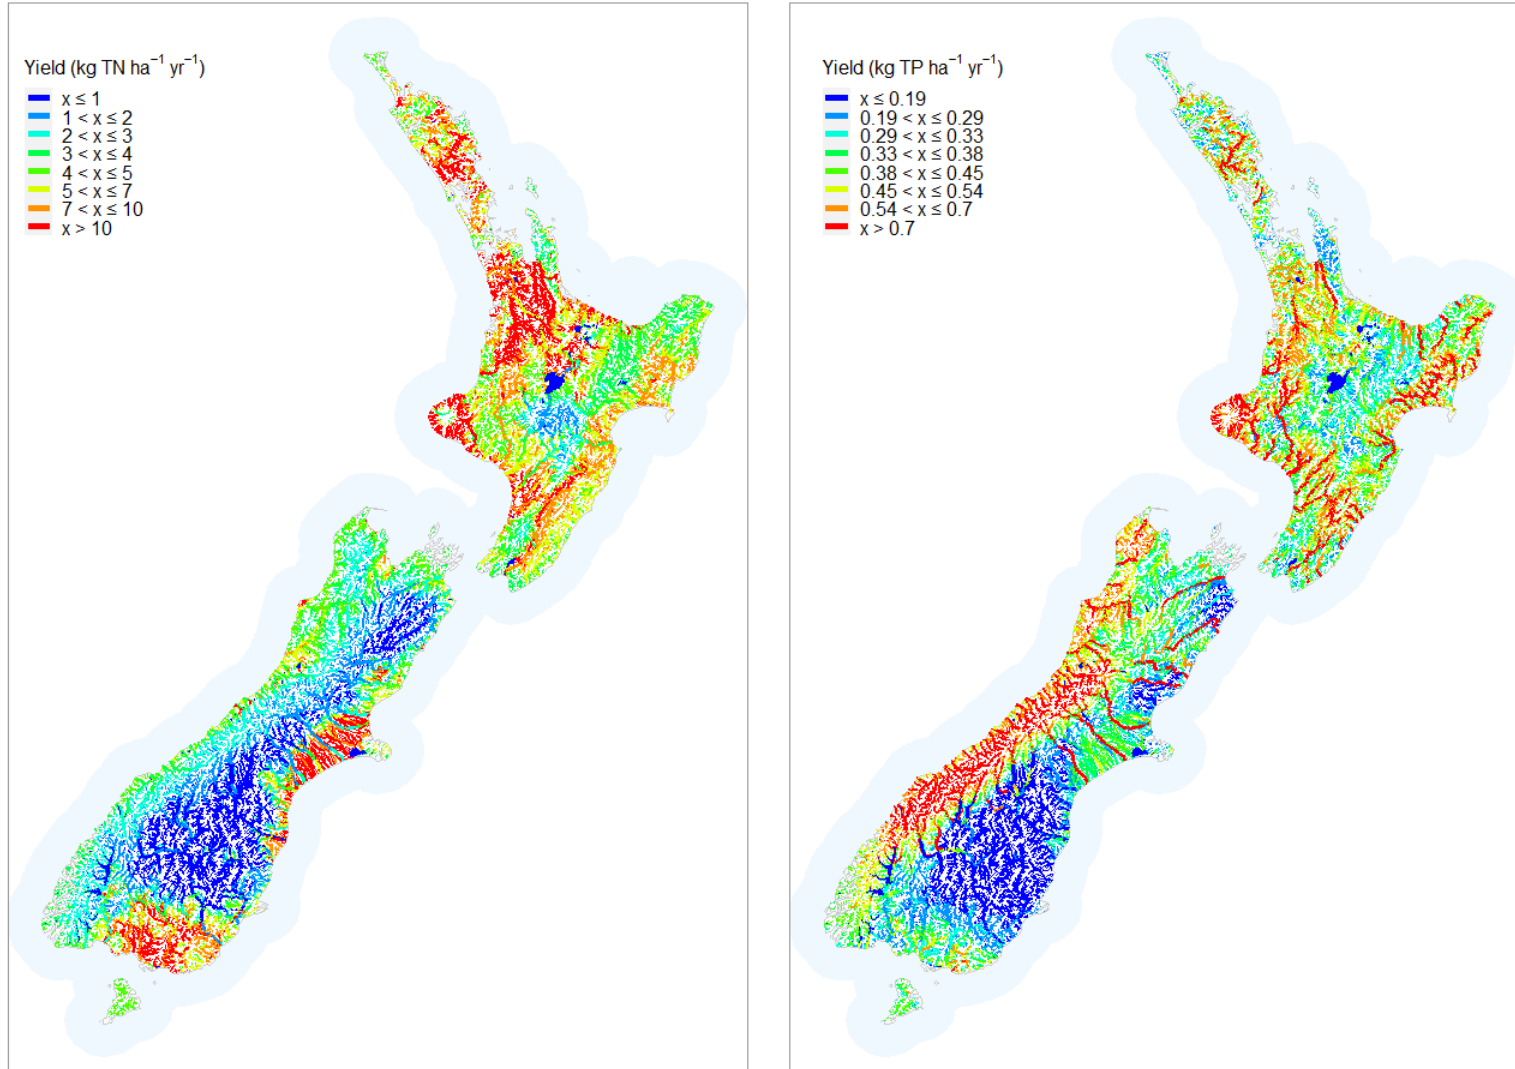 Yield (kg TN ha⁻¹ yr⁻¹)
x ≤ 1
1 < x ≤ 2
2 < x ≤ 3
3 < x ≤ 4
4 < x ≤ 5
5 < x ≤ 7
7 < x ≤ 10
x > 10
Yield (kg TP ha⁻¹ yr⁻¹)
x ≤ 0.19
0.19 < x ≤ 0.29
0.29 < x ≤ 0.33
0.33 < x ≤ 0.38
0.38 < x ≤ 0.45
0.45 < x ≤ 0.54
0.54 < x ≤ 0.7
x > 0.7